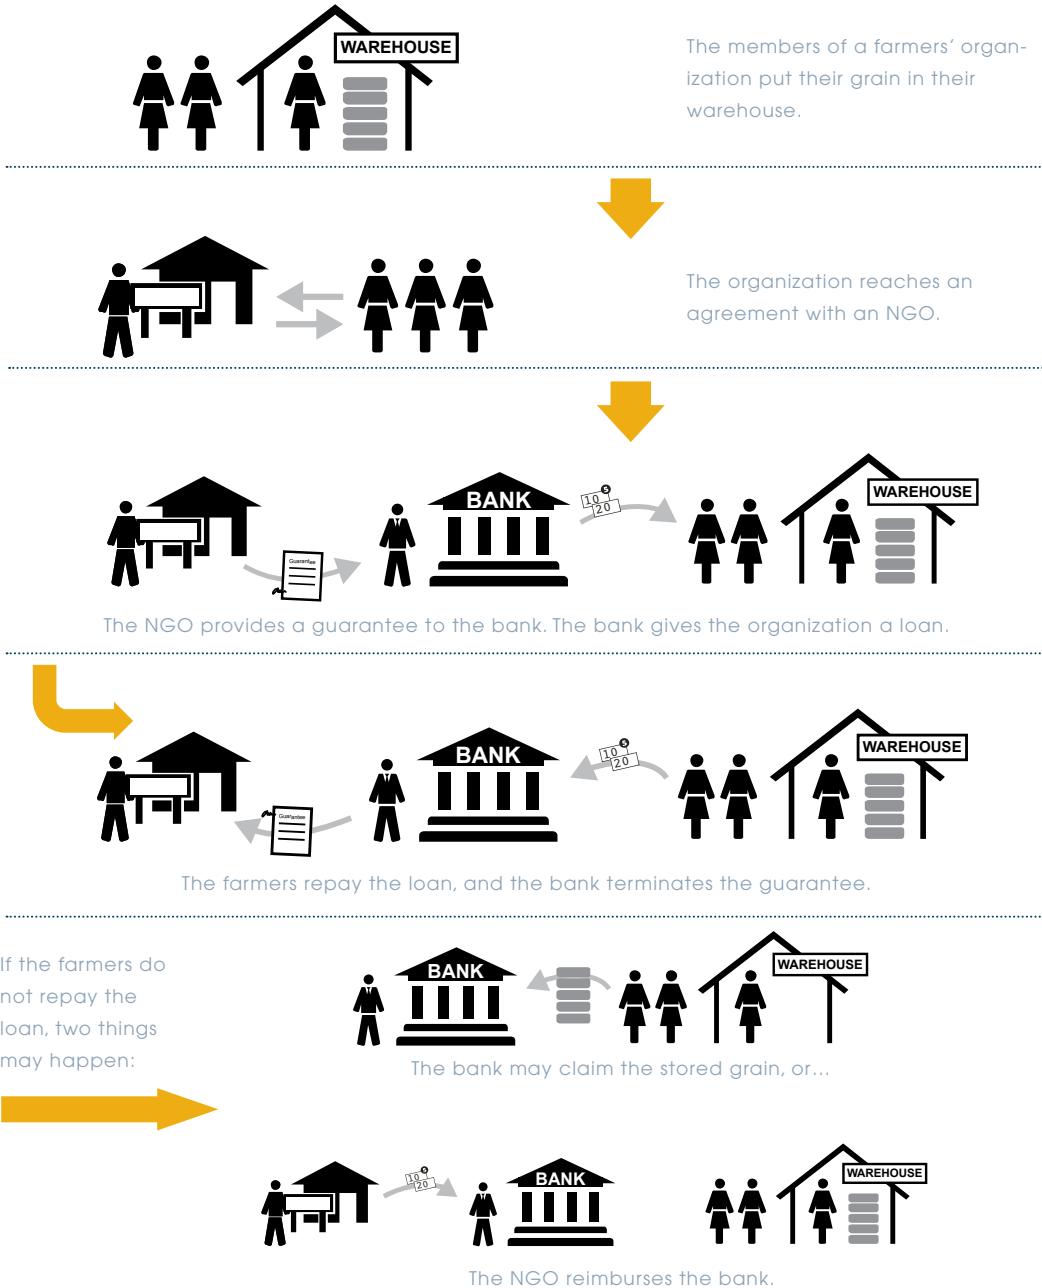 WAREHOUSE
The members of a farmers' organ-
ization put their grain in their
warehouse.
The organization reaches an
agreement with an NGO.
BANK
10
20
$
WAREHOUSE
Guarantee
The NGO provides a guarantee to the bank. The bank gives the organization a loan.
BANK
10
20
$
WAREHOUSE
Guarantee
The farmers repay the loan, and the bank terminates the guarantee.
If the farmers do
not repay the
loan, two things
may happen:
BANK
WAREHOUSE
The bank may claim the stored grain, or...
10
20
$
BANK
WAREHOUSE
The NGO reimburses the bank.